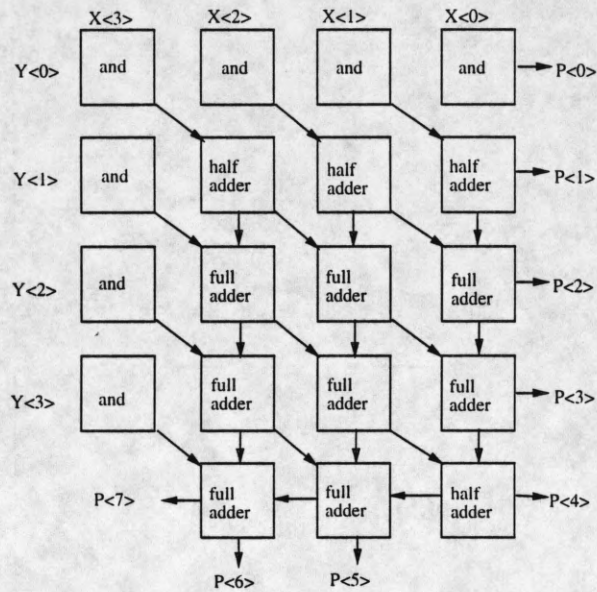 X<3> X<2> X<1> X<0>
Y<0> and and and and P<0>
Y<1> and half adder half adder half adder P<1>
Y<2> and full adder full adder full adder P<2>
Y<3> and full adder full adder full adder P<3>
P<7> full adder full adder half adder P<4>
P<6> P<5>